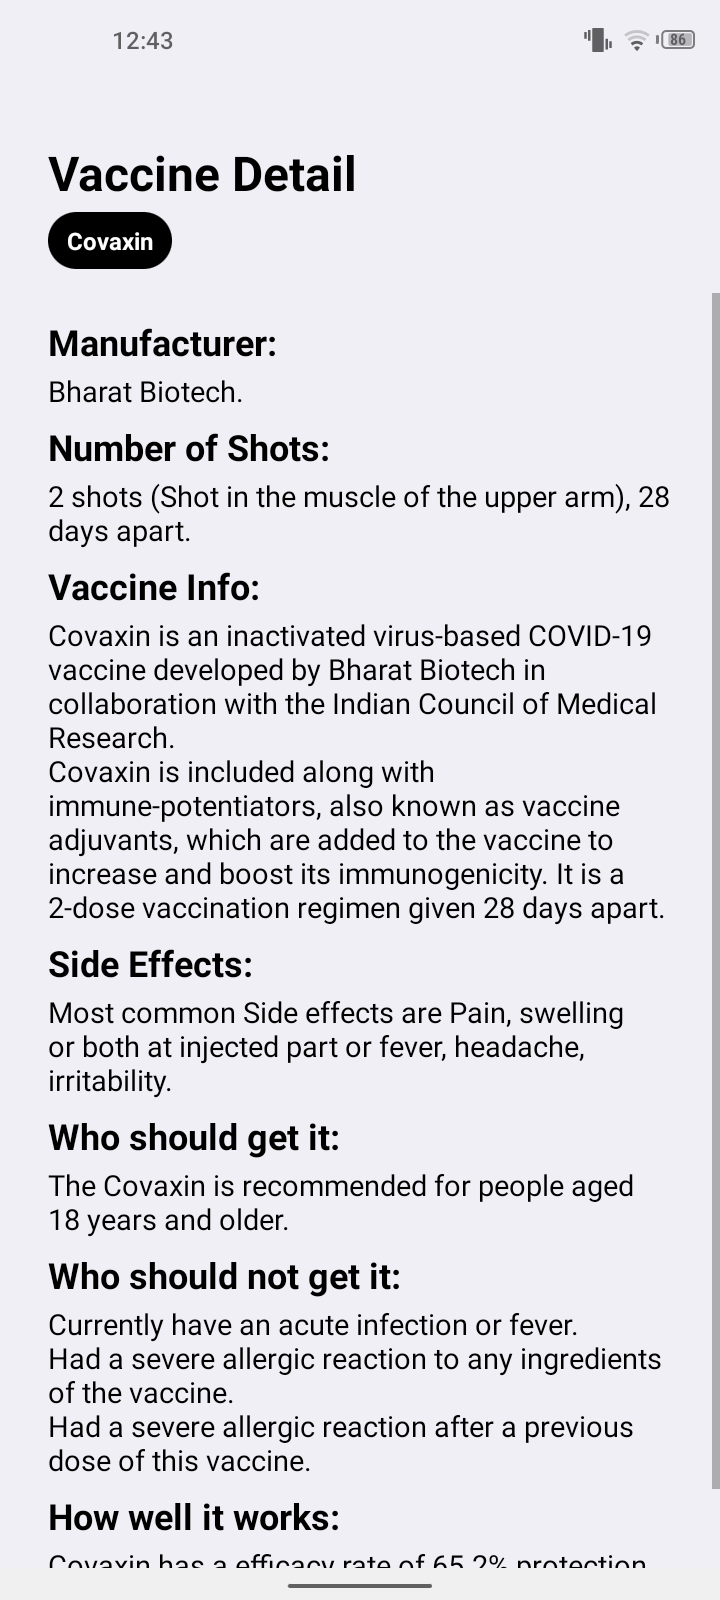 12:43
86
Vaccine Detail
Covaxin
Manufacturer:
Bharat Biotech.
Number of Shots:
2 shots (Shot in the muscle of the upper arm), 28
days apart.
Vaccine Info:
Covaxin is an inactivated virus-based COVID-19
vaccine developed by Bharat Biotech in
collaboration with the Indian Council of Medical
Research.
Covaxin is included along with
immune-potentiators, also known as vaccine
adjuvants, which are added to the vaccine to
increase and boost its immunogenicity. It is a
2-dose vaccination regimen given 28 days apart.
Side Effects:
Most common Side effects are Pain, swelling
or both at injected part or fever, headache,
irritability.
Who should get it:
The Covaxin is recommended for people aged
18 years and older.
Who should not get it:
Currently have an acute infection or fever.
Had a severe allergic reaction to any ingredients
of the vaccine.
Had a severe allergic reaction after a previous
dose of this vaccine.
How well it works:
Covaxin has a efficacy rate of 65.2% protection